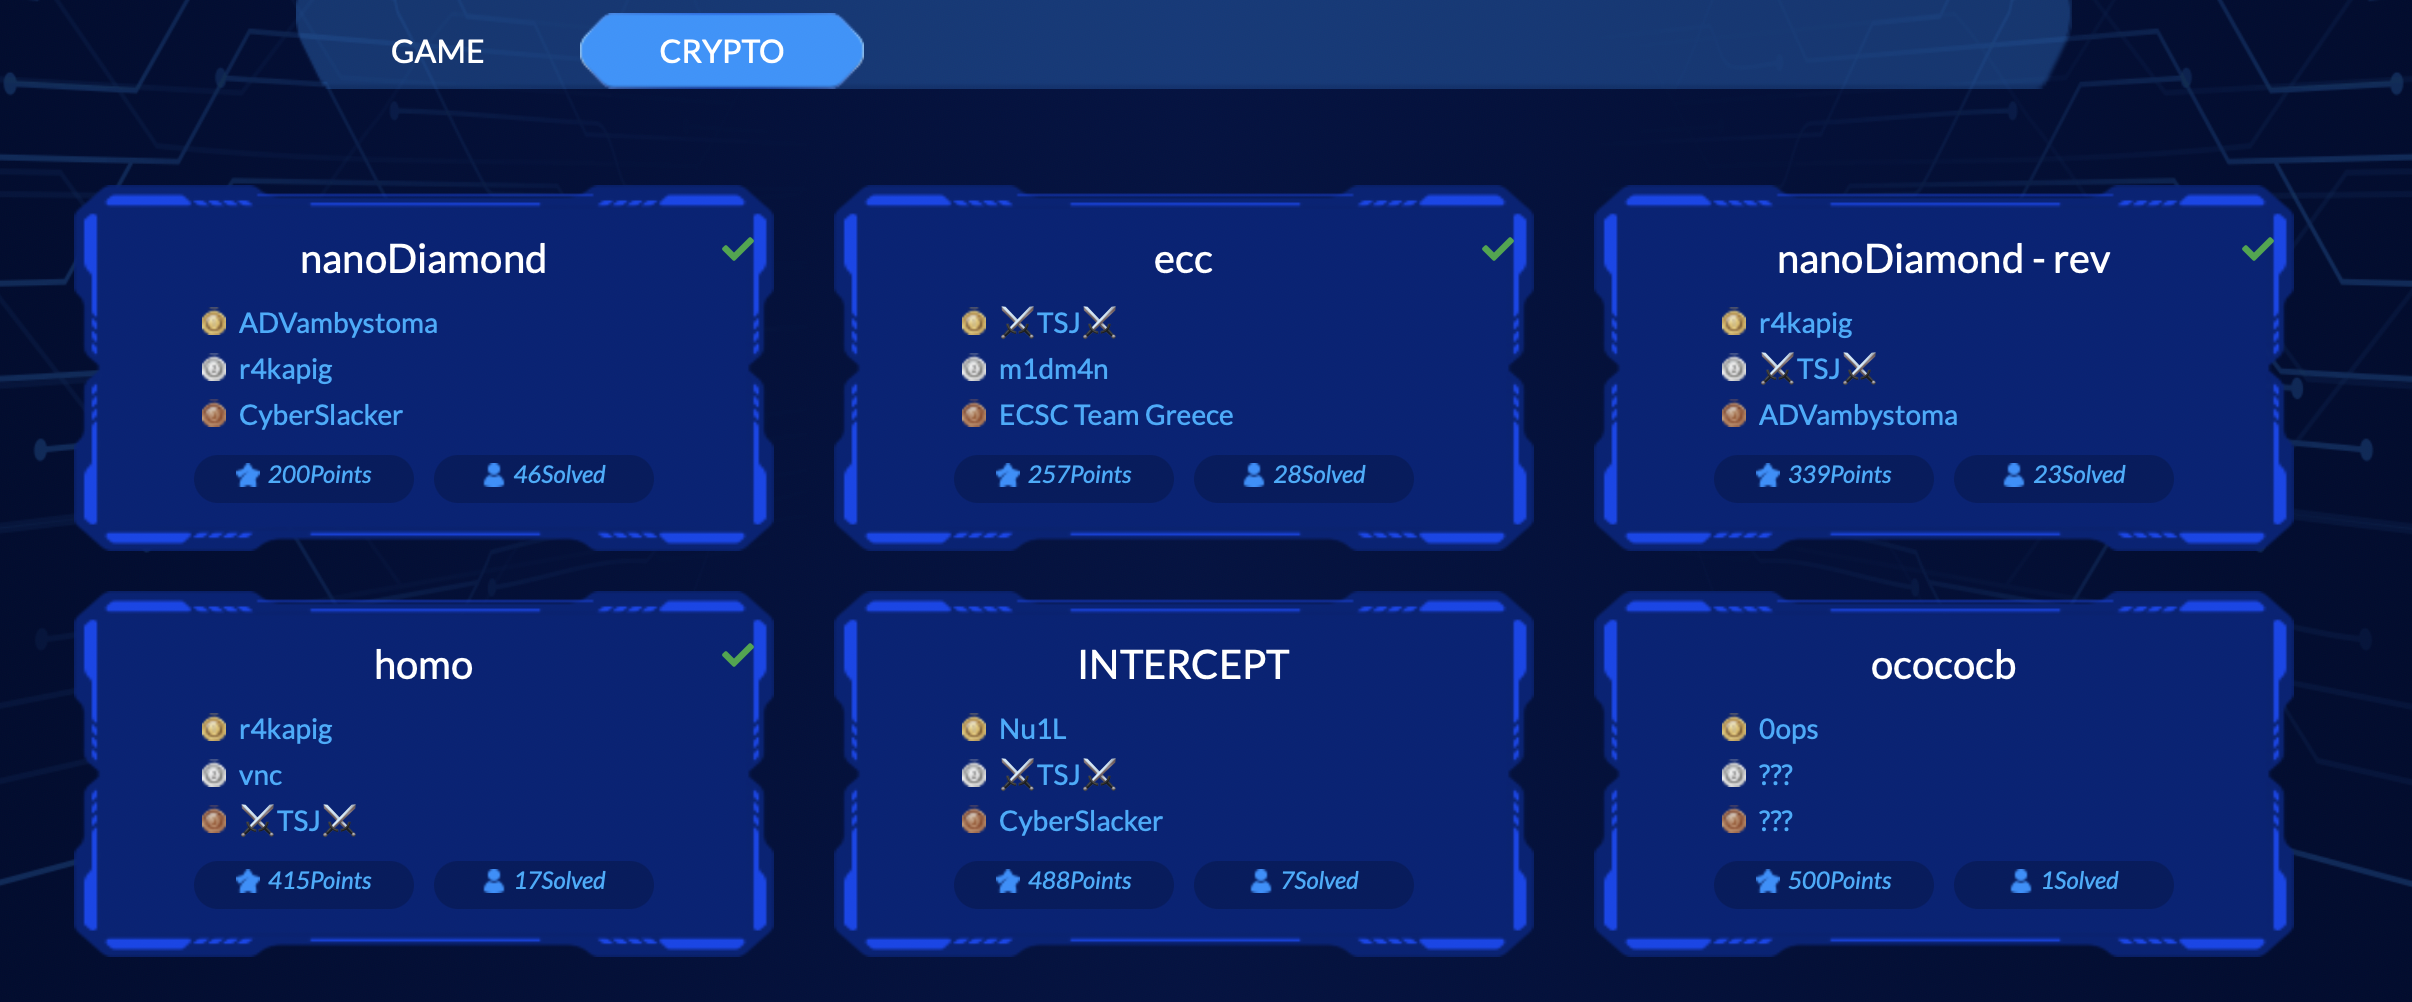 GAME
CRYPTO
nanoDiamond
ADVambystoma
r4kapig
CyberSlacker
200Points
46Solved
ecc
⚔TSJ⚔
m1dm4n
ECSC Team Greece
257Points
28Solved
nanoDiamond - rev
r4kapig
⚔TSJ⚔
ADVambystoma
339Points
23Solved
homo
r4kapig
vnc
⚔TSJ⚔
415Points
17Solved
INTERCEPT
Nu1L
⚔TSJ⚔
CyberSlacker
488Points
7Solved
ocococb
0ops
???
???
500Points
1Solved